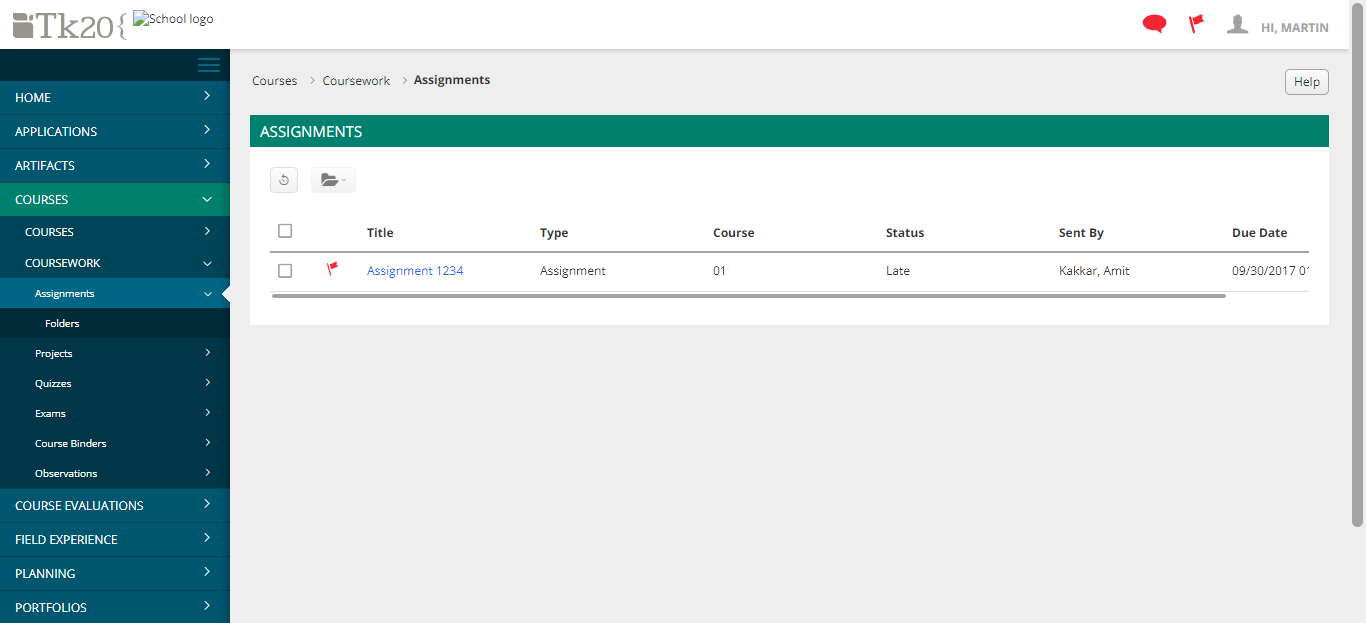 Tk20{
School logo
HI, MARTIN
HOME
APPLICATIONS
ARTIFACTS
COURSES
COURSES
COURSEWORK
Assignments
Folders
Projects
Quizzes
Exams
Course Binders
Observations
COURSE EVALUATIONS
FIELD EXPERIENCE
PLANNING
PORTFOLIOS
Courses > Coursework > Assignments
Help
ASSIGNMENTS
Title Type Course Status Sent By Due Date
Assignment 1234 Assignment 01 Late Kakkar, Amit 09/30/2017 01